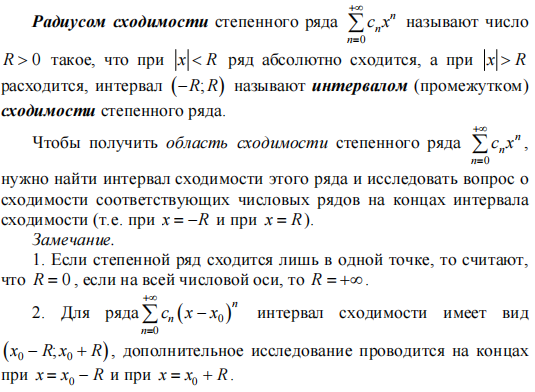 Радиусом сходимости степенного ряда $\sum_{n=0}^{+\infty} c_n x^n$ называют число
$R > 0$ такое, что при $|x| < R$ ряд абсолютно сходится, а при $|x| > R$
расходится, интервал $(-R; R)$ называют интервалом (промежутком)
сходимости степенного ряда.
Чтобы получить область сходимости степенного ряда $\sum_{n=0}^{+\infty} c_n x^n$,
нужно найти интервал сходимости этого ряда и исследовать вопрос о
сходимости соответствующих числовых рядов на концах интервала
сходимости (т.е. при $x = -R$ и при $x = R$).
Замечание.
1. Если степенной ряд сходится лишь в одной точке, то считают,
что $R = 0$, если на всей числовой оси, то $R = +\infty$.
2. Для ряда $\sum_{n=0}^{+\infty} c_n (x - x_0)^n$ интервал сходимости имеет вид
$(x_0 - R; x_0 + R)$, дополнительное исследование проводится на концах
при $x = x_0 - R$ и при $x = x_0 + R$.